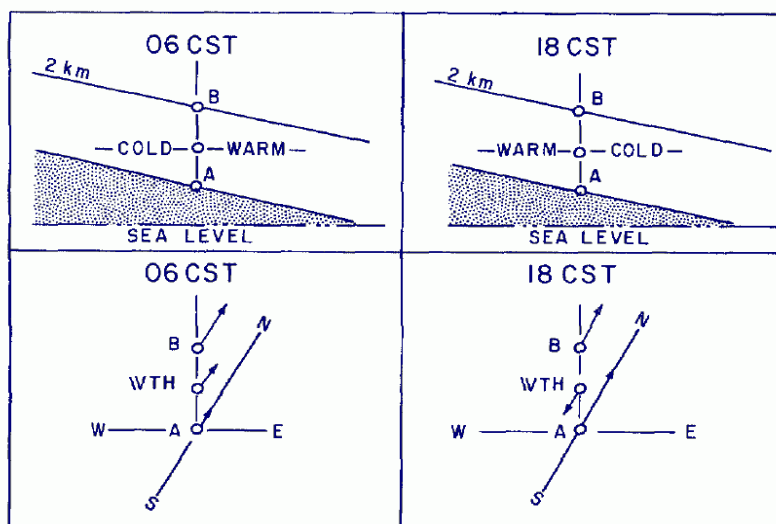 06 CST
2 km
B
COLD
WARM
A
SEA LEVEL
18 CST
2 km
B
WARM
COLD
A
SEA LEVEL
06 CST
N
B
WTH
W
A
E
S
18 CST
N
B
WTH
W
A
E
S